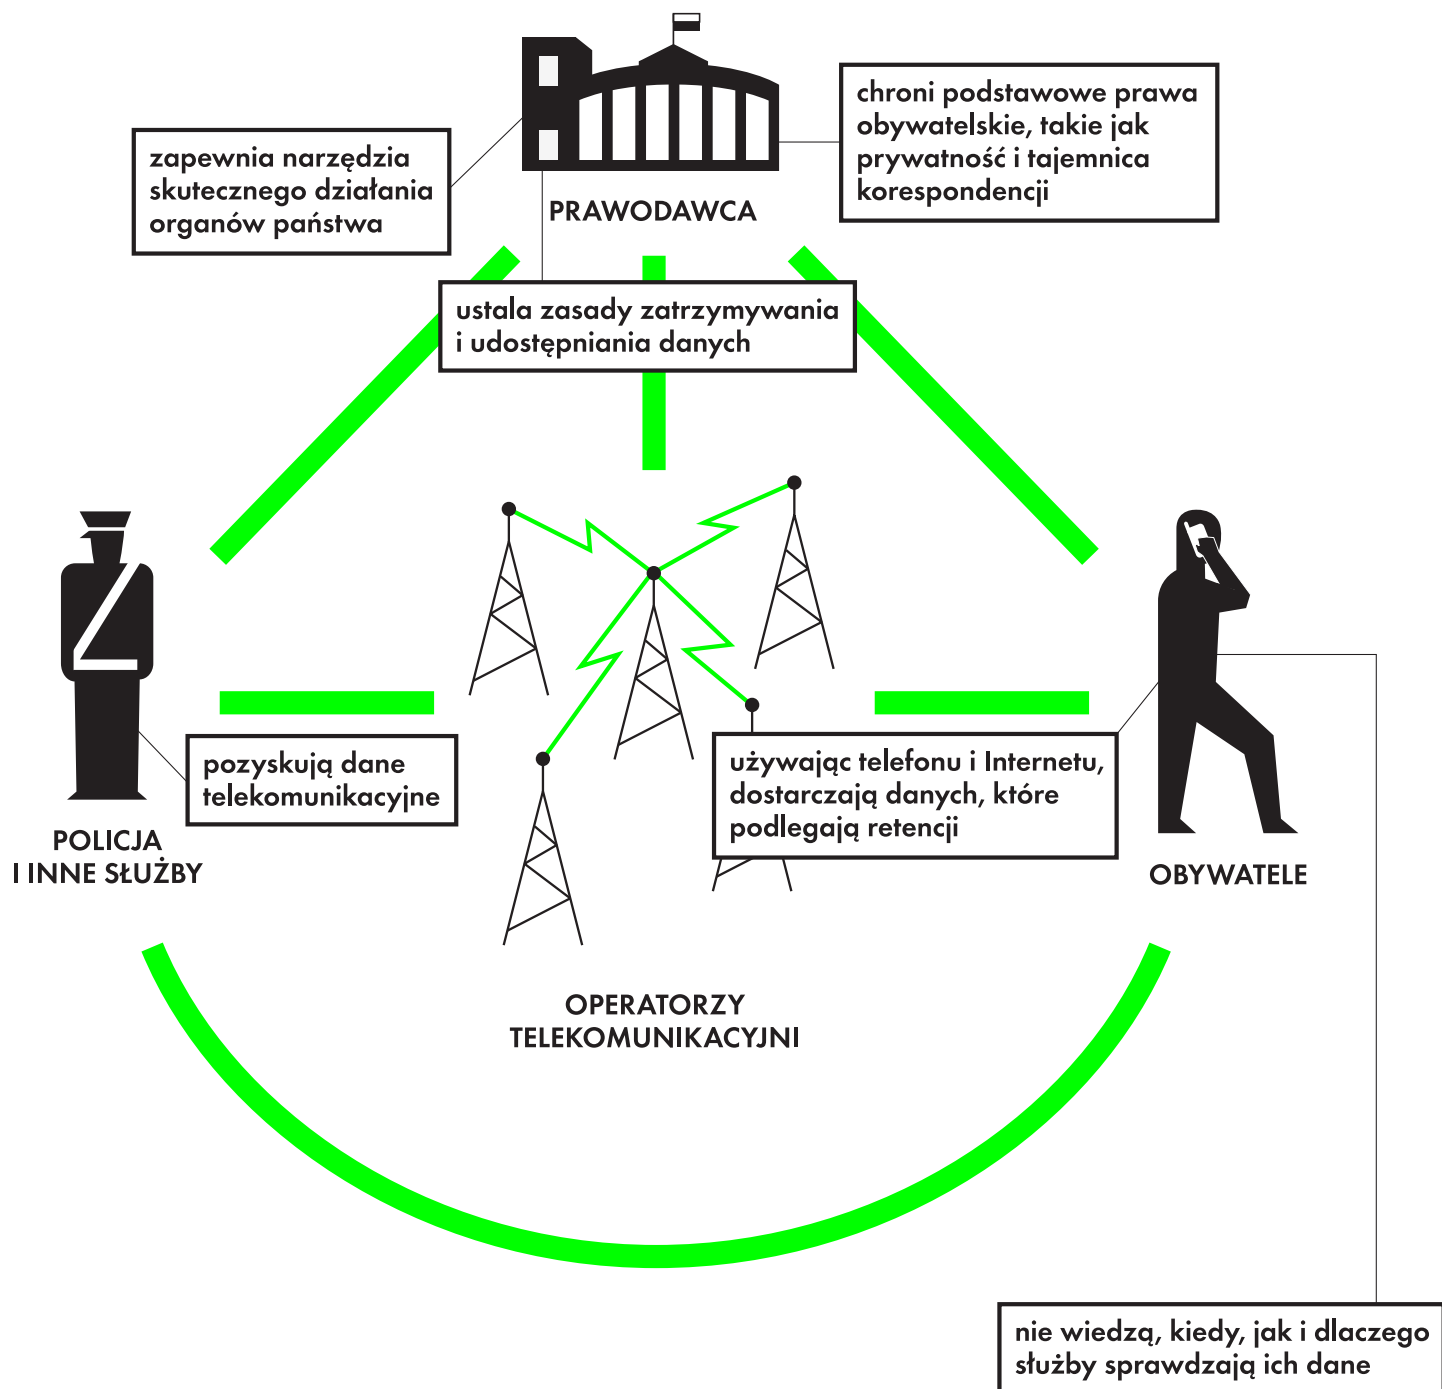 chroni podstawowe prawa
obywatelskie, takie jak
prywatność i tajemnica
korespondencji
zapewnia narzędzia
skutecznego działania
organów państwa
PRAWODAWCA
ustala zasady zatrzymywania
i udostępniania danych
pozyskują dane
telekomunikacyjne
używając telefonu i Internetu,
dostarczają danych, które
podlegają retencji
POLICJA
I INNE SŁUŻBY
OBYWATELE
OPERATORZY
TELEKOMUNIKACYJNI
nie wiedzą, kiedy, jak i dlaczego
służby sprawdzają ich dane